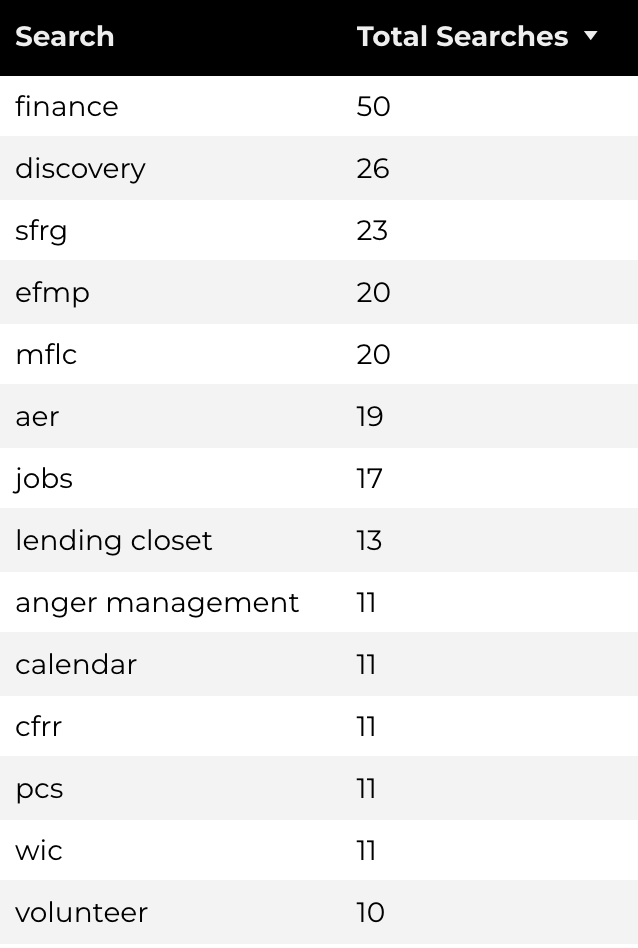 Search Total Searches ▼
finance 50
discovery 26
sfrg 23
efmp 20
mflc 20
aer 19
jobs 17
lending closet 13
anger management 11
calendar 11
cfrr 11
pcs 11
wic 11
volunteer 10